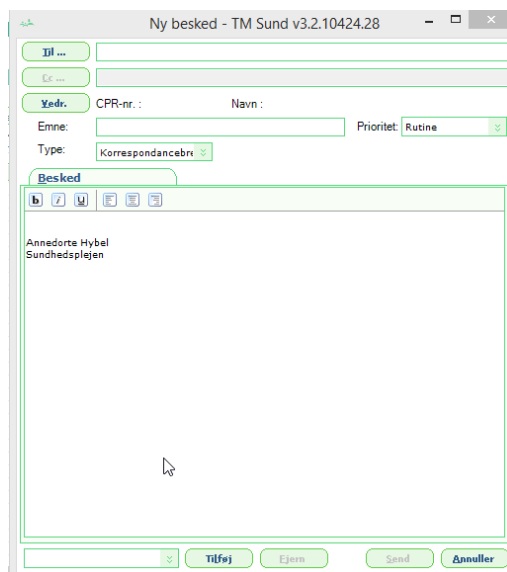 Ny besked - TM Sund v3.2.10424.28
Til ...
Cc ...
Vedr. CPR-nr. : Navn :
Emne: Prioritet: Rutine
Type: Korrespondancebre
Besked
b i u
Annedorte Hybel
Sundhedsplejen
Tilføj Fjern Send Annuller